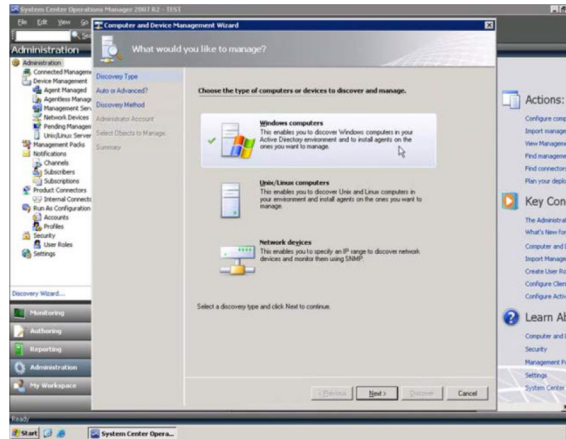 System Center Operations Manager 2007 R2 - TEST
File Edit View Go
Computer and Device Management Wizard
What would you like to manage?
Administration
Administration
Connected Manageme
Device Management
Agent Managed
Agentless Manag
Management Serv
Network Devices
Pending Managem
Unix/Linux Server
Management Packs
Notifications
Channels
Subscribers
Subscriptions
Product Connectors
Internal Connecto
Run As Configuration
Accounts
Profiles
Security
User Roles
Settings
Discovery Wizard...
Monitoring
Authoring
Reporting
Administration
My Workspace
Ready
Discovery Type
Auto or Advanced?
Discovery Method
Administrator Account
Select Objects to Manage
Summary
Choose the type of computers or devices to discover and manage.
Windows computers
This enables you to discover Windows computers in your
Active Directory environment and to install agents on the
ones you want to manage.
Unix/Linux computers
This enables you to discover Unix and Linux computers in
your environment and install agents on the ones you want to
manage.
Network devices
This enables you to specify an IP range to discover network
devices and monitor them using SNMP.
Select a discovery type and click Next to continue.
< Previous Next > Discover Cancel
Actions:
Configure comp
Import manage
View Managem
Find managem
Find connectors
Plan your deplo
Key Con
The Administrat
What's New for
Computer and
Import Manage
Create User Ro
Configure Clien
Configure Activ
Learn Ab
Computer and
Security
Management P
Settings
System Center
Start
System Center Opera...